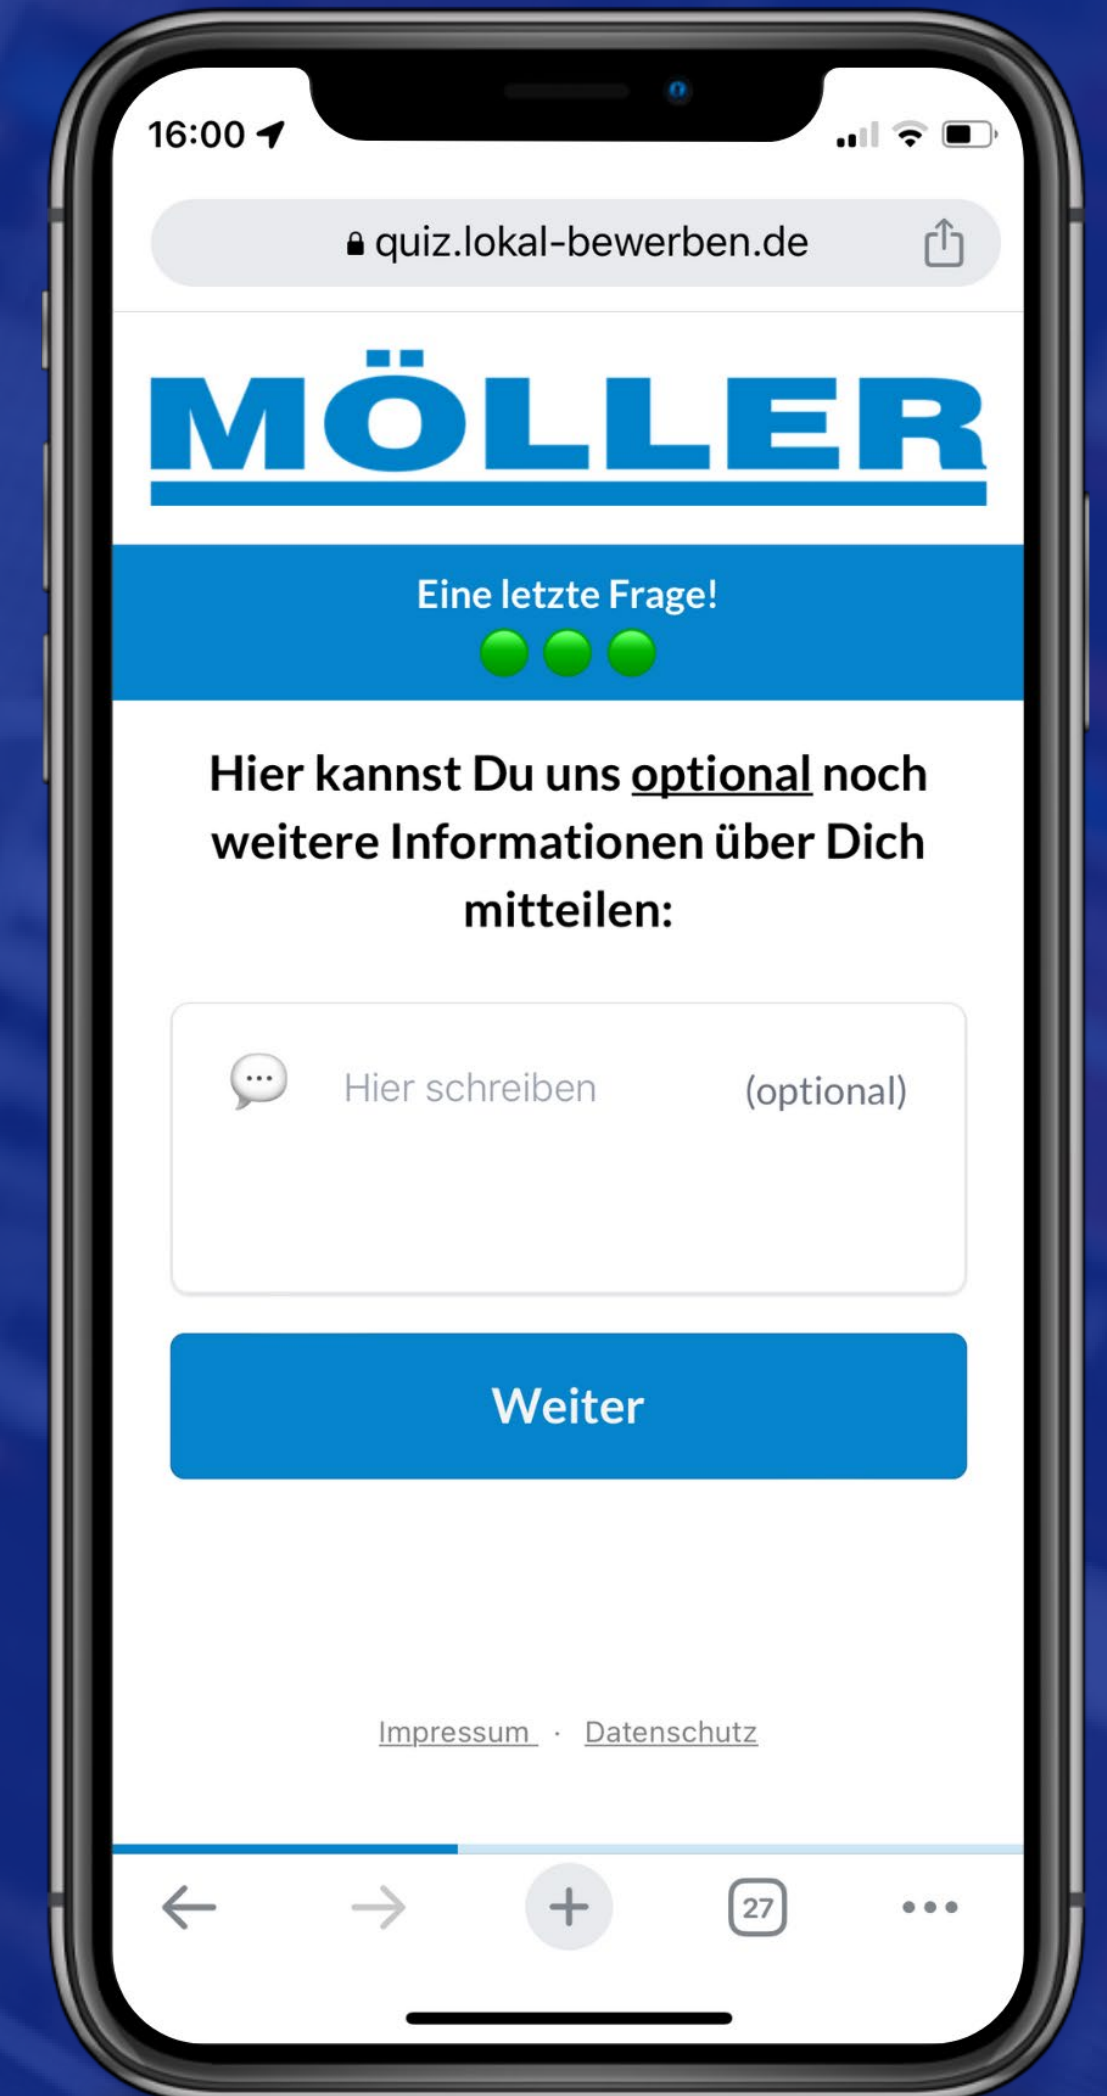 16:00
quiz.lokal-bewerben.de
MÖLLER
Eine letzte Frage!
Hier kannst Du uns optional noch
weitere Informationen über Dich
mitteilen:
Hier schreiben (optional)
Weiter
Impressum · Datenschutz
27